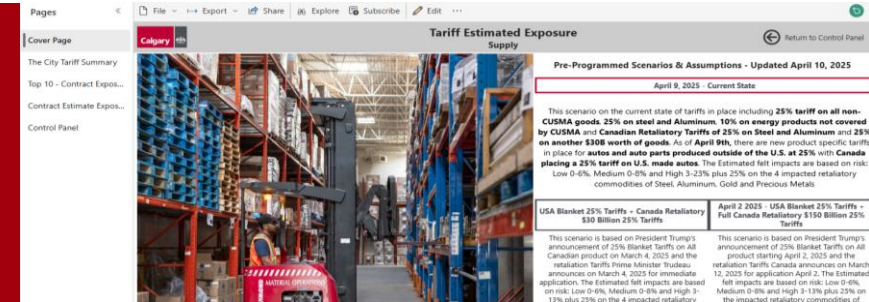 Pages
File
Export
Share
Explore
Subscribe
Edit
Cover Page
The City Tariff Summary
Top 10 - Contract Expos...
Contract Estimate Expos...
Control Panel
Calgary
Tariff Estimated Exposure
Supply
Return to Control Panel
Pre-Programmed Scenarios & Assumptions - Updated April 10, 2025
April 9, 2025 - Current State
This scenario on the current state of tariffs in place including 25% tariff on all non-
CUSMA goods, 25% on steel and Aluminum, 10% on energy products not covered
by CUSMA and Canadian Retaliatory Tariffs of 25% on Steel and Aluminum and 25%
on another $30B worth of goods. As of April 9th, there are new product specific tariffs
in place for autos and auto parts produced outside of the U.S. at 25% with Canada
placing a 25% tariff on U.S. made autos. The Estimated felt impacts are based on risk:
Low 0-6%, Medium 0-8% and High 3-23% plus 25% on the 4 impacted retaliatory
commodities of Steel, Aluminum, Gold and Precious Metals
USA Blanket 25% Tariffs + Canada Retaliatory
$30 Billion 25% Tariffs
This scenario is based on President Trump's
announcement of 25% Blanket Tariffs on All
Canadian product on March 4, 2025 and the
retaliation Tariffs Prime Minister Trudeau
announces on March 4, 2025 for immediate
application. The Estimated felt impacts are based
on risk: Low 0-6%, Medium 0-8% and High 3-
13% plus 25% on the 4 impacted retaliatory
April 2 2025 - USA Blanket 25% Tariffs +
Full Canada Retaliatory $150 Billion 25%
Tariffs
This scenario is based on President Trump's
announcement of 25% Blanket Tariffs on All
product starting April 2, 2025 and the
retaliation Tariffs Canada announces on March
12, 2025 for application April 2. The Estimated
felt impacts are based on risk: Low 0-6%,
Medium 0-8% and High 3-13% plus 25% on
the impacted retaliatory commodities of
MATERIAL OPERATIONS